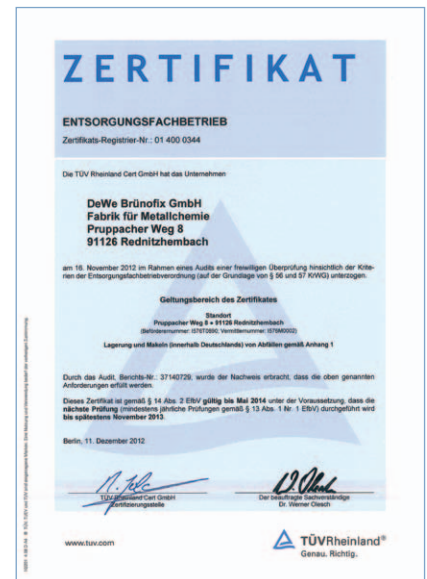 ZERTIFIKAT
ENTSORGUNGSFACHBETRIEB
Zertifikats-Registrier-Nr.: 01 400 0344
Die TÜV Rheinland Cert GmbH hat das Unternehmen
DeWe Brünofix GmbH
Fabrik für Metallchemie
Pruppacher Weg 8
91126 Rednitzhembach
am 16. November 2012 im Rahmen eines Audits einer freiwilligen Überprüfung hinsichtlich der Krite-
rien der Entsorgungsfachbetriebeverordnung (auf der Grundlage von § 56 und 57 KrWG) unterzogen.
Geltungsbereich des Zertifikates
Standort
Pruppacher Weg 8 • 91126 Rednitzhembach
Lagerung und Makeln (innerhalb Deutschlands) von Abfällen gemäß Anhang 1
Durch das Audit, Berichts-Nr.: 37140729, wurde der Nachweis erbracht, dass die oben genannten
Anforderungen erfüllt werden.
Dieses Zertifikat ist gemäß § 14 Abs. 2 EfbV gültig bis Mai 2014 unter der Voraussetzung, dass die
nächste Prüfung (mindestens jährliche Prüfungen gemäß § 13 Abs. 1 Nr. 1 EfbV) durchgeführt wird
bis spätestens November 2013.
Berlin, 11. Dezember 2012
TÜV Rheinland Cert GmbH
Zertifizierungsstelle
Der beauftragte Sachverständige
Dr. Werner Olesch
www.tuv.com
TÜVRheinland®
Genau. Richtig.